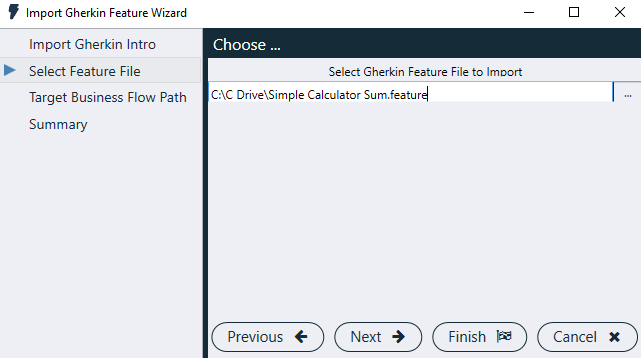 Import Gherkin Feature Wizard
Import Gherkin Intro
Select Feature File
Target Business Flow Path
Summary
Choose ...
Select Gherkin Feature File to Import
C:\C Drive\Simple Calculator Sum.feature
...
Previous
Next
Finish
Cancel